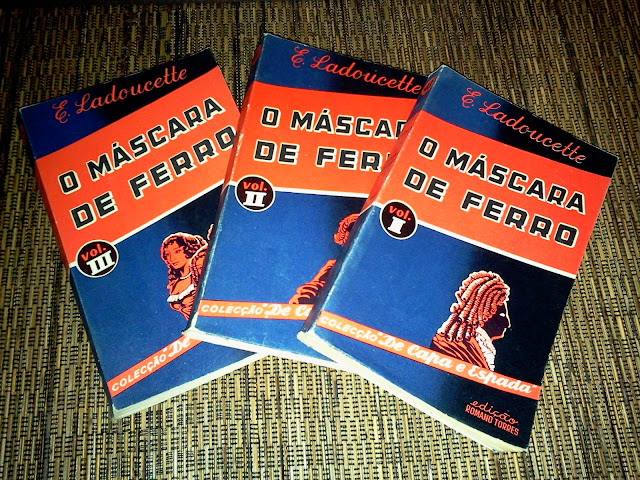 E. Ladoucette
O MÁSCARA
DE FERRO
vol.
III
COLECÇÃO "De
E. Ladoucette
O MÁSCARA
DE FERRO
vol.
II
COLECÇÃO "De
E. Ladoucette
O MÁSCARA
DE FERRO
vol.
I
COLECÇÃO "De Capa e Espada"
edição
ROMANO TORRES